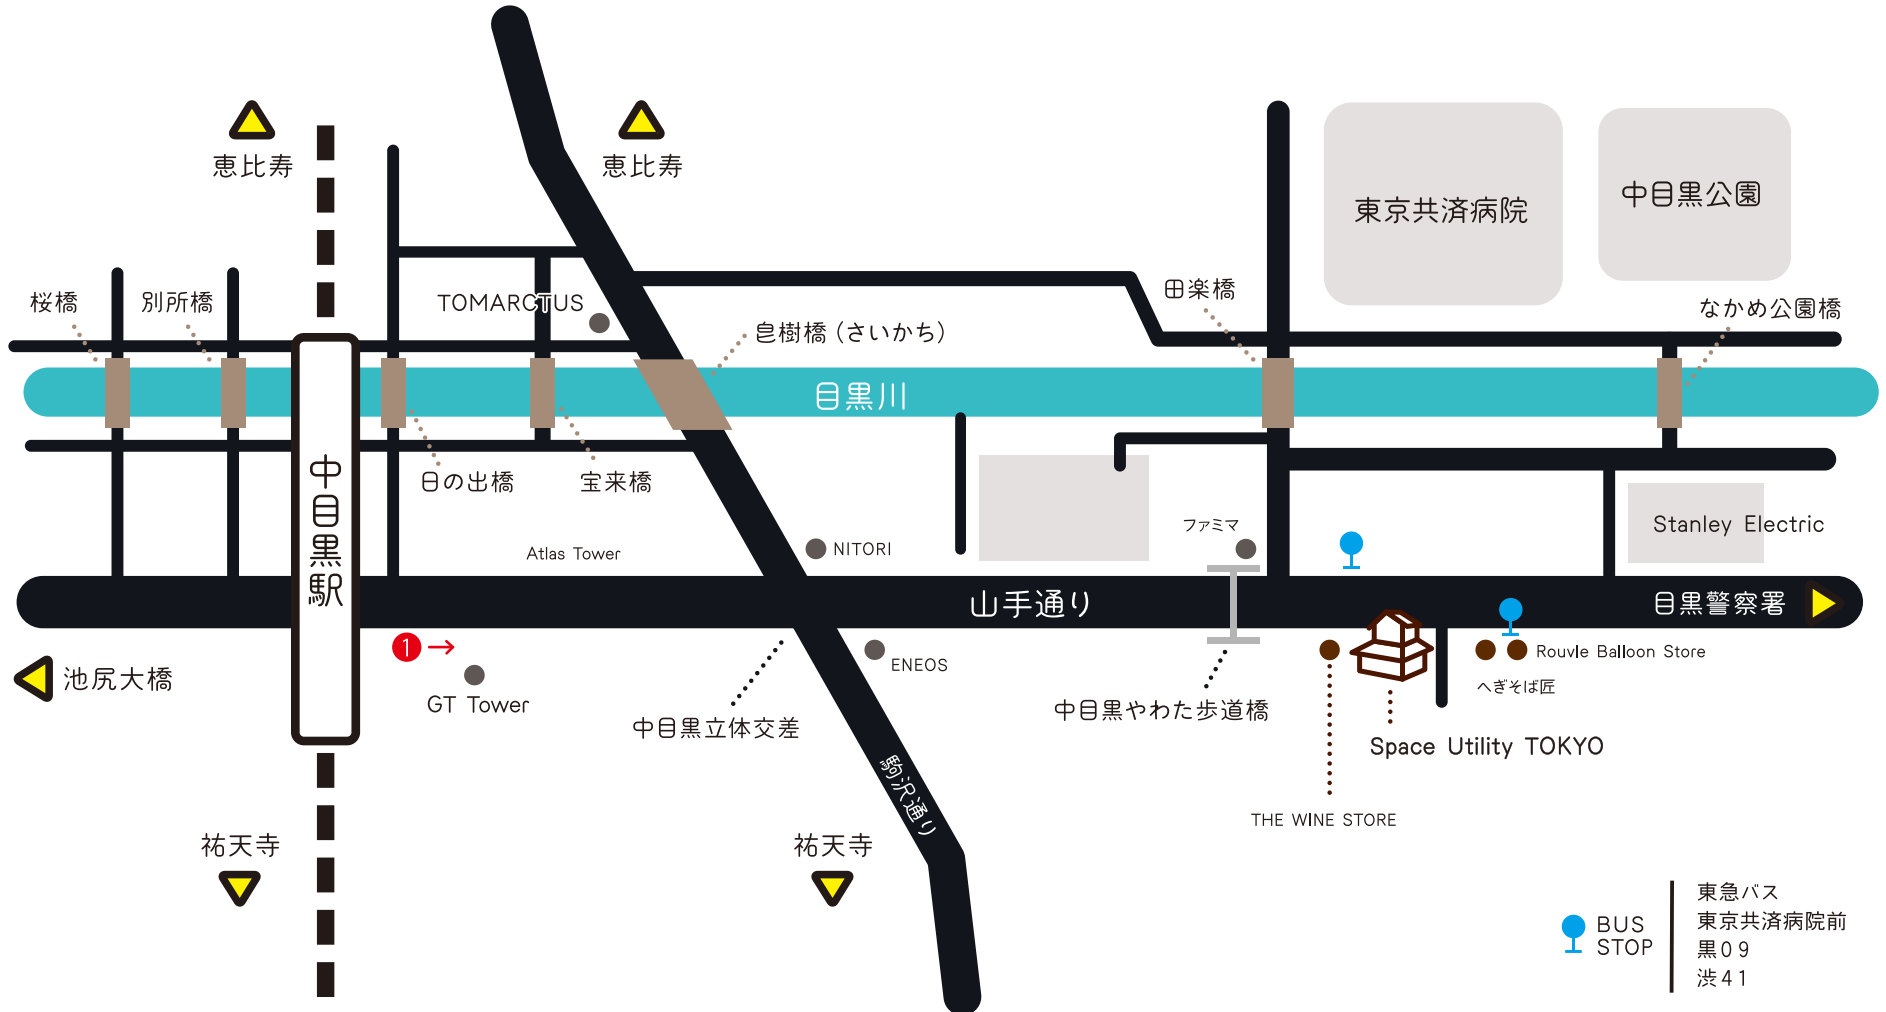 恵比寿
恵比寿
東京共済病院
中目黒公園
桜橋
別所橋
TOMARCTUS
田楽橋
なかめ公園橋
皀樹橋（さいかち）
目黒川
中目黒駅
日の出橋
宝来橋
Atlas Tower
NITORI
ファミマ
Stanley Electric
山手通り
目黒警察署
1
池尻大橋
GT Tower
ENEOS
中目黒立体交差
中目黒やわた歩道橋
Rouvle Balloon Store
へぎそば匠
Space Utility TOKYO
駒沢通り
THE WINE STORE
祐天寺
祐天寺
BUS
STOP
東急バス
東京共済病院前
黒09
渋41